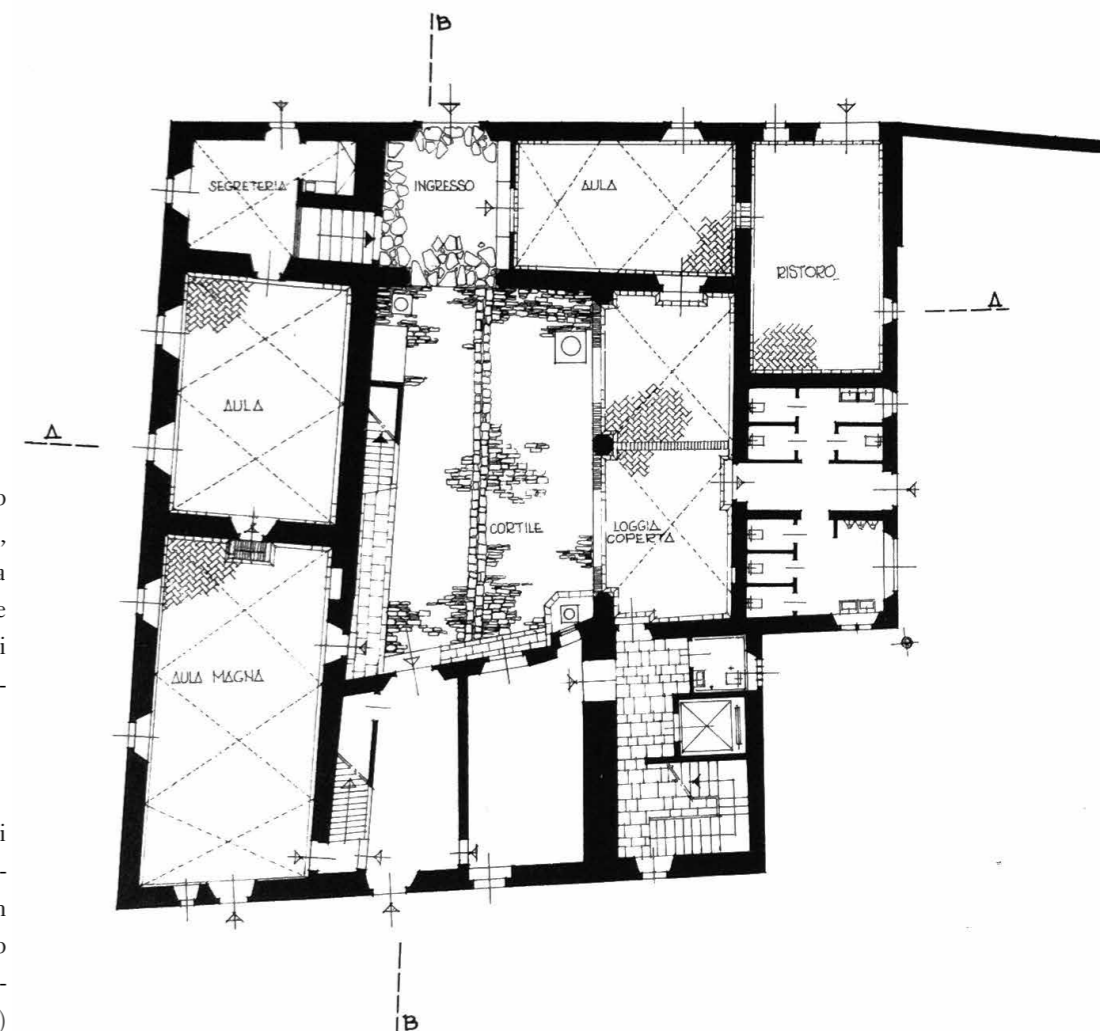 B
SEGRETERIA
INGRESSO
AULA
RISTORO
A
AULA
A
CORTILE
LOGGIA
COPERTA
AULA MAGNA
B
o
,
a
e
i
-
i
-
n
o
-
)